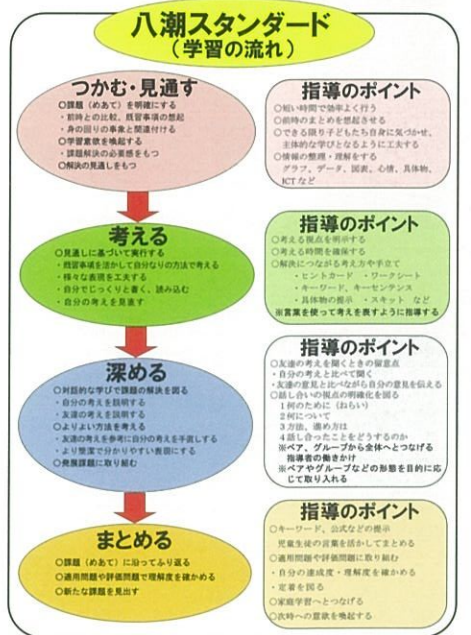 八潮スタンダード
（学習の流れ）
つかむ・見通す
○課題（めあて）を明確にする
・前時との比較、既習事項の想起
・身の回りの事象と関連付ける
○学習意欲を喚起する
・課題解決の必要感をもつ
○解決の見通しをもつ
指導のポイント
○短い時間で効率よく行う
○前時のまとめを想起させる
○できる限り子どもたち自身に気づかせ、
主体的な学びとなるように工夫する
○情報の整理・理解をする
グラフ、データ、図表、心情、具体物、
ICTなど
考える
○見通しに基づいて実行する
・既習事項を活かして自分なりの方法で考える
・様々な表現を工夫する
・自分でじっくりと書く、読み込む
・自分の考えを見直す
指導のポイント
○考える視点を明示する
○考える時間を確保する
○解決につながる考え方や手立て
・ヒントカード ・ワークシート
・キーワード、キーセンテンス
・具体物の提示 ・スキット など
※言葉を使って考えを表すように指導する
深める
○対話的な学びで課題の解決を図る
・自分の考えを説明する
・友達の考えを説明する
○よりよい方法を考える
・友達の考えを参考に自分の考えを手直しする
・より簡潔で分かりやすい表現にする
○発展課題に取り組む
指導のポイント
○友達の考えを聞くときの留意点
・自分の考えと比べて聞く
・友達の意見と比べながら自分の意見を伝える
○話し合いの視点の明確化を図る
1何のために（ねらい）
2何について
3方法、進め方は
4話し合ったことをどうするのか
※ペア、グループから全体へとつなげる
指導者の働きかけ
※ペアやグループなどの形態を目的に応
じて取り入れる
まとめる
○課題（めあて）に沿ってふり返る
○適用問題や評価問題で理解度を確かめる
○新たな課題を見出す
指導のポイント
○キーワード、公式などの提示
児童生徒の言葉を活かしてまとめる
○適用問題や評価問題に取り組む
・自分の達成度・理解度を確かめる
・定着を図る
○家庭学習へとつなげる
○次時への意欲を喚起する